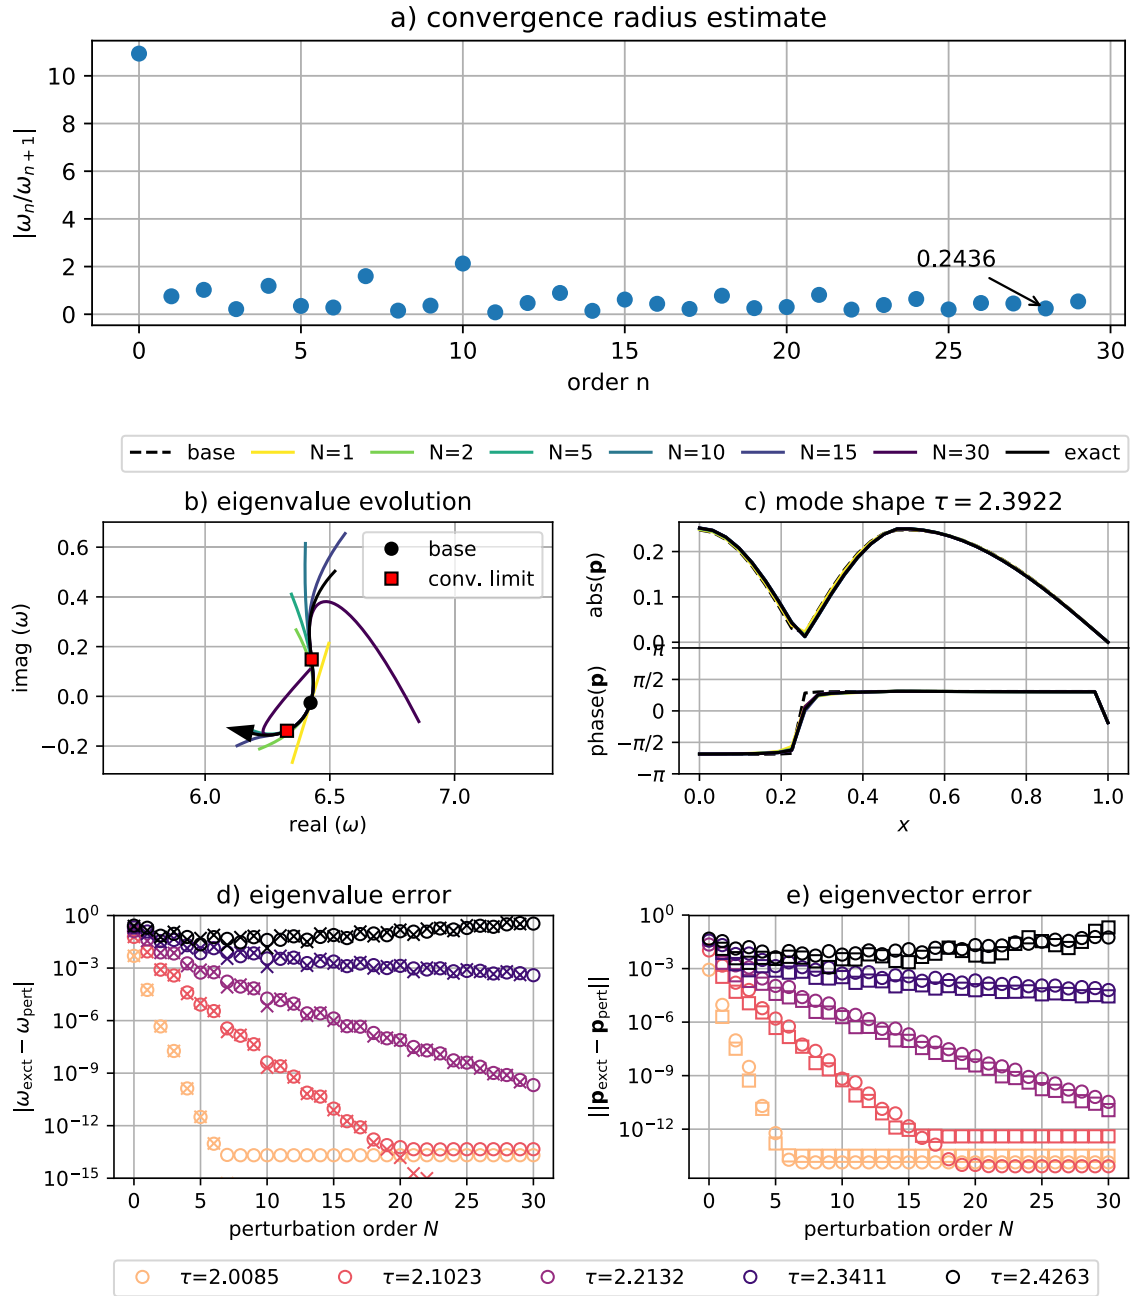 a) convergence radius estimate
10
8
6
4
2
0
|ω_n/ω_{n+1}|
0.2436
0 5 10 15 20 25 30
order n
base N=1 N=2 N=5 N=10 N=15 N=30 exact
b) eigenvalue evolution
0.6
0.4
0.2
0.0
−0.2
imag (ω)
base
conv. limit
6.0 6.5 7.0
real (ω)
c) mode shape τ = 2.3922
0.2
0.1
0.0
abs(p)
π
π/2
0
−π/2
−π
phase(p)
0.0 0.2 0.4 0.6 0.8 1.0
x
d) eigenvalue error
10^0
10^−3
10^−6
10^−9
10^−12
10^−15
|ω_exct − ω_pert|
0 5 10 15 20 25 30
perturbation order N
e) eigenvector error
10^0
10^−3
10^−6
10^−9
10^−12
||p_exct − p_pert||
0 5 10 15 20 25 30
perturbation order N
τ=2.0085 τ=2.1023 τ=2.2132 τ=2.3411 τ=2.4263